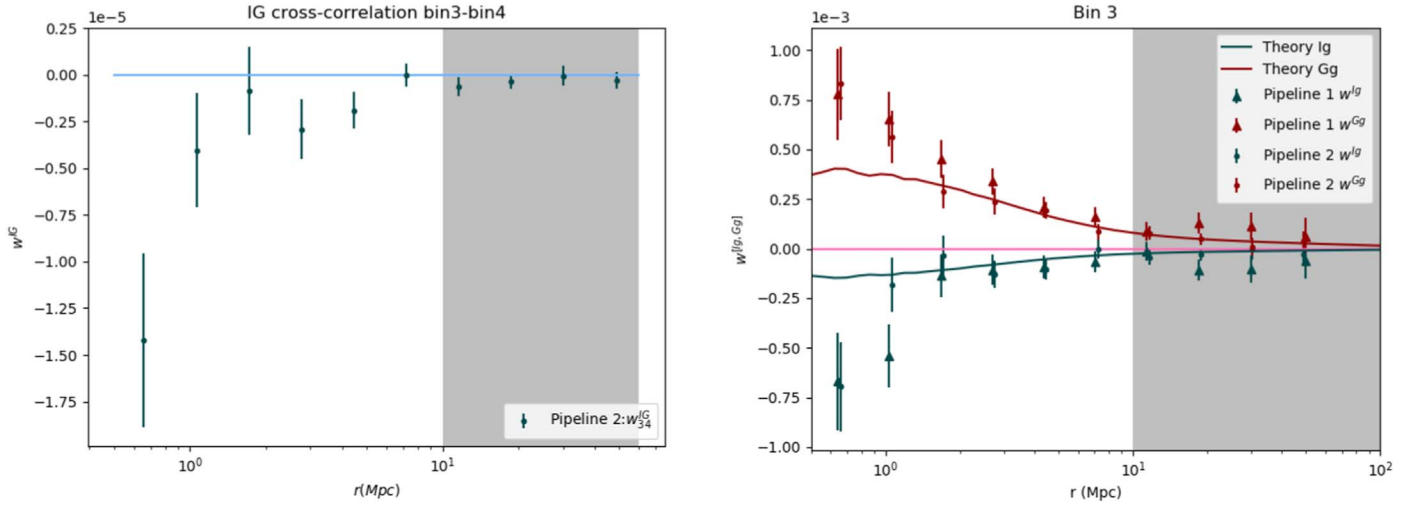 IG cross-correlation bin3-bin4
1e−5
0.25
0.00
−0.25
−0.50
−0.75
−1.00
−1.25
−1.50
−1.75
w^{IG}
10^0
10^1
r(Mpc)
Pipeline 2:w_{34}^{IG}
Bin 3
1e−3
1.00
0.75
0.50
0.25
0.00
−0.25
−0.50
−0.75
−1.00
w^{[Ig,Gg]}
10^0
10^1
10^2
r (Mpc)
Theory Ig
Theory Gg
Pipeline 1 w^{Ig}
Pipeline 1 w^{Gg}
Pipeline 2 w^{Ig}
Pipeline 2 w^{Gg}